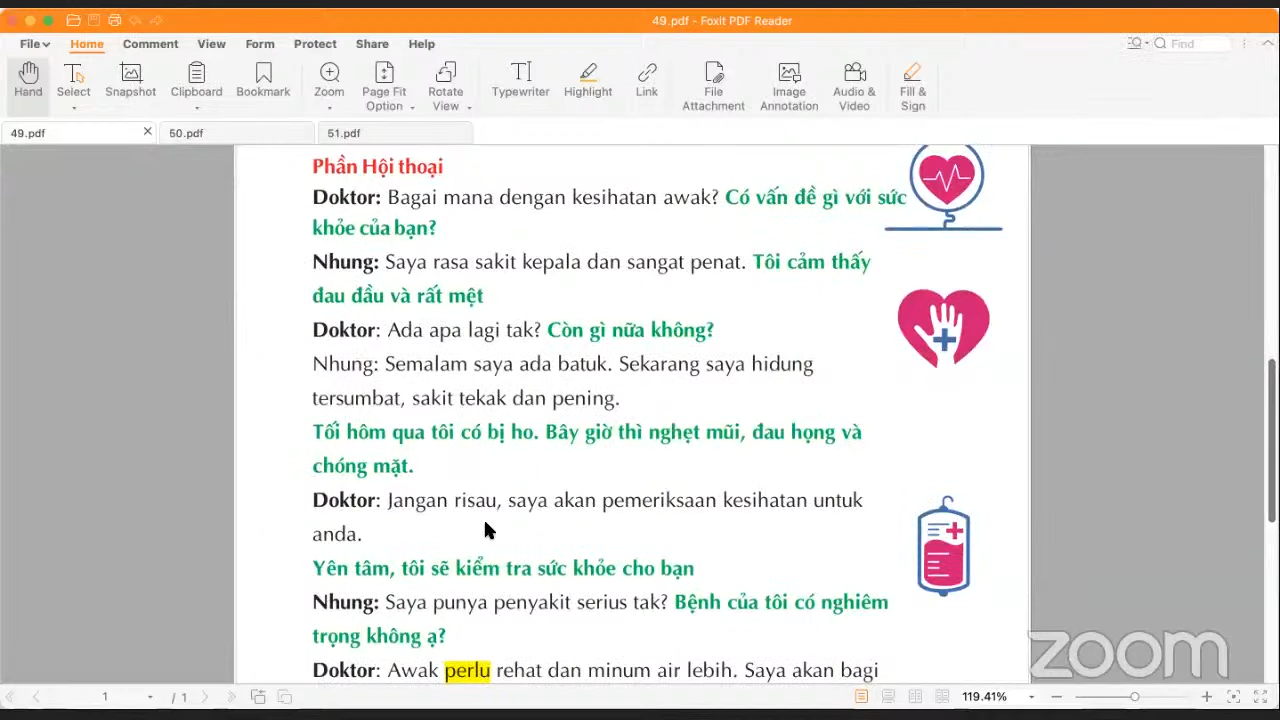 49.pdf - Foxit PDF Reader
File Home Comment View Form Protect Share Help
Find
Hand Select Snapshot Clipboard Bookmark Zoom Page Fit Option Rotate View Typewriter Highlight Link File Attachment Image Annotation Audio & Video Fill & Sign
49.pdf 50.pdf 51.pdf
Phần Hội thoại
Doktor: Bagai mana dengan kesihatan awak? Có vấn đề gì với sức
khỏe của bạn?
Nhung: Saya rasa sakit kepala dan sangat penat. Tôi cảm thấy
đau đầu và rất mệt
Doktor: Ada apa lagi tak? Còn gì nữa không?
Nhung: Semalam saya ada batuk. Sekarang saya hidung
tersumbat, sakit tekak dan pening.
Tối hôm qua tôi có bị ho. Bây giờ thì nghẹt mũi, đau họng và
chóng mặt.
Doktor: Jangan risau, saya akan pemeriksaan kesihatan untuk
anda.
Yên tâm, tôi sẽ kiểm tra sức khỏe cho bạn
Nhung: Saya punya penyakit serius tak? Bệnh của tôi có nghiêm
trọng không ạ?
Doktor: Awak perlu rehat dan minum air lebih. Saya akan bagi
zoom
1 / 1 119.41%